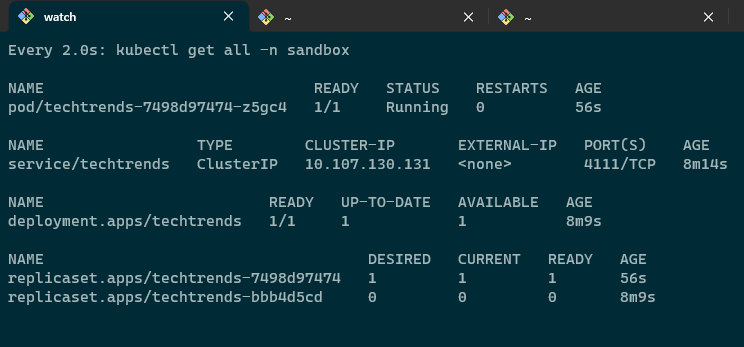 watch
~
~
Every 2.0s: kubectl get all -n sandbox
NAME READY STATUS RESTARTS AGE
pod/techtrends-7498d97474-z5gc4 1/1 Running 0 56s
NAME TYPE CLUSTER-IP EXTERNAL-IP PORT(S) AGE
service/techtrends ClusterIP 10.107.130.131 <none> 4111/TCP 8m14s
NAME READY UP-TO-DATE AVAILABLE AGE
deployment.apps/techtrends 1/1 1 1 8m9s
NAME DESIRED CURRENT READY AGE
replicaset.apps/techtrends-7498d97474 1 1 1 56s
replicaset.apps/techtrends-bbb4d5cd 0 0 0 8m9s